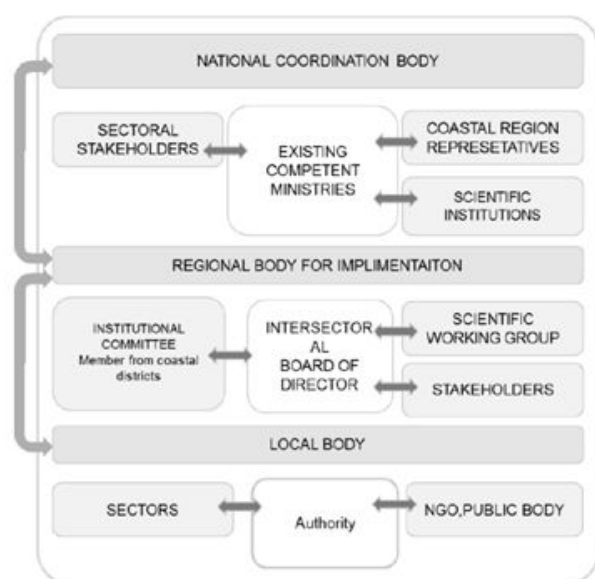 NATIONAL COORDINATION BODY
SECTORAL
STAKEHOLDERS
EXISTING
COMPETENT
MINISTRIES
COASTAL REGION
REPRESETATIVES
SCIENTIFIC
INSTITUTIONS
REGIONAL BODY FOR IMPLIMENTAITON
INSTITUTIONAL
COMMITTEE
Member from coastal
districts
INTERSECTOR
AL
BOARD OF
DIRECTOR
SCIENTIFIC
WORKING GROUP
STAKEHOLDERS
LOCAL BODY
SECTORS
Authority
NGO,PUBLIC BODY